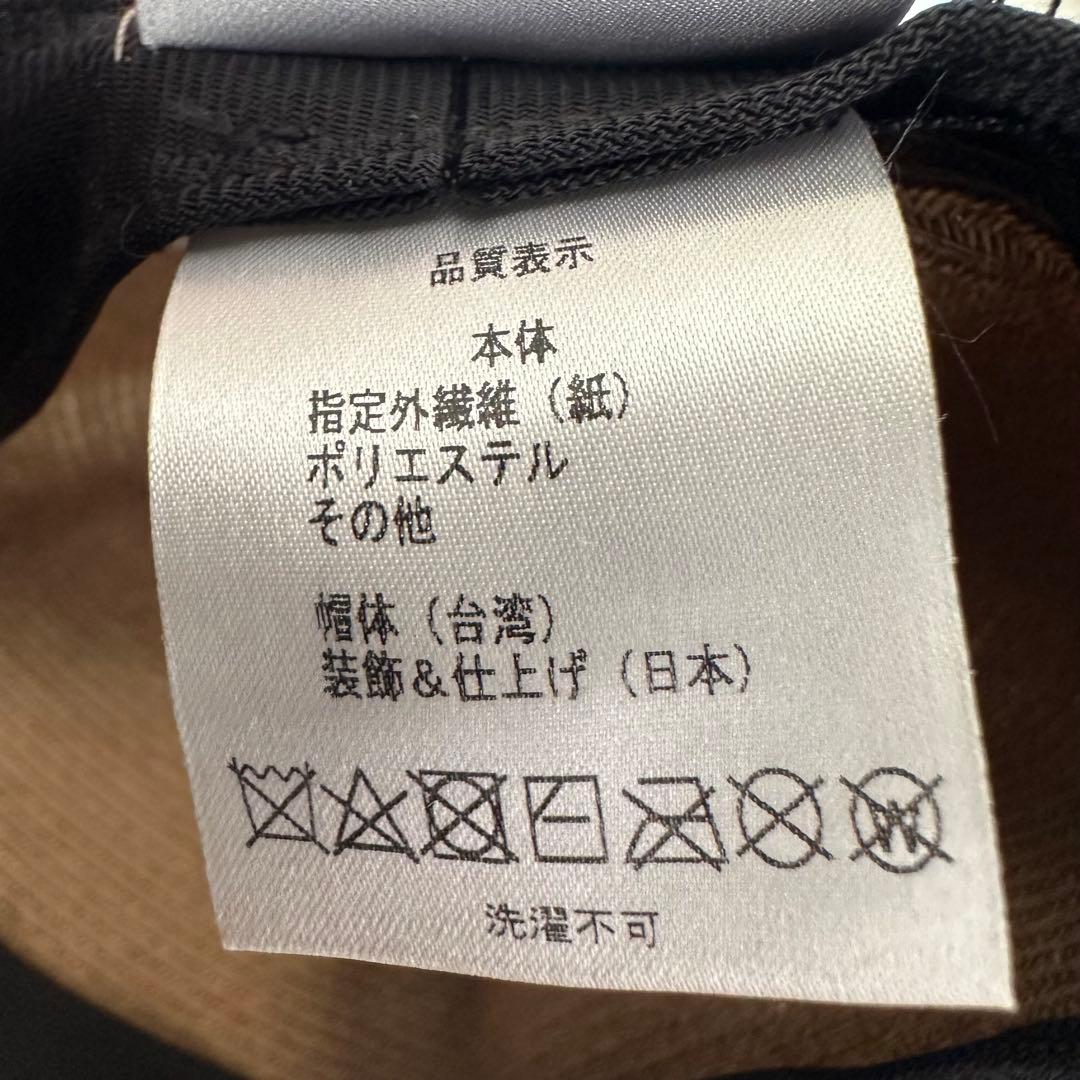 品質表示
本体
指定外繊維（紙）
ポリエステル
その他
帽体（台湾）
装飾＆仕上げ（日本）
W
洗濯不可